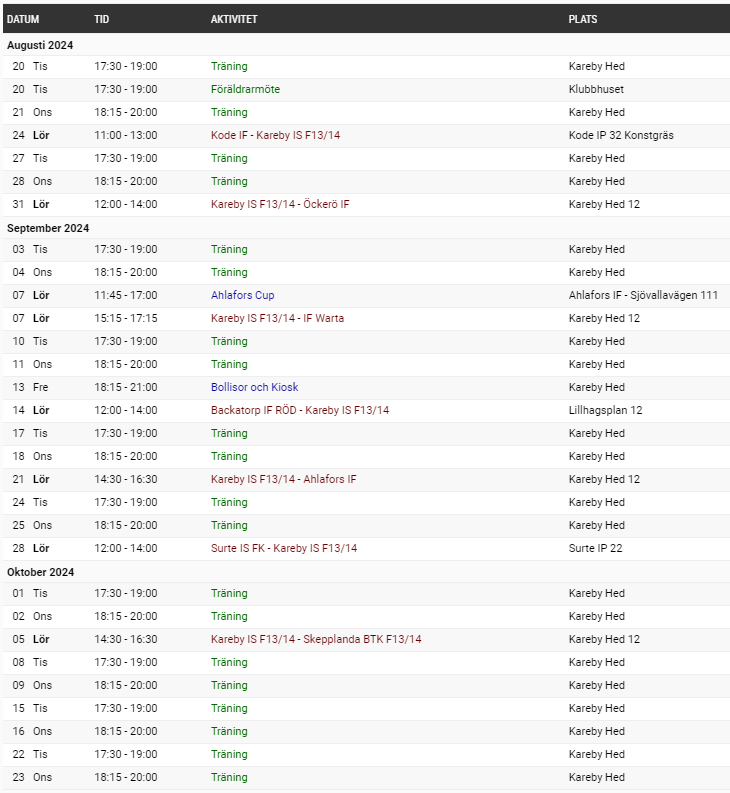 DATUM TID AKTIVITET PLATS
Augusti 2024
20 Tis 17:30 - 19:00 Träning Kareby Hed
20 Tis 17:30 - 19:00 Föräldrarmöte Klubbhuset
21 Ons 18:15 - 20:00 Träning Kareby Hed
24 Lör 11:00 - 13:00 Kode IF - Kareby IS F13/14 Kode IP 32 Konstgräs
27 Tis 17:30 - 19:00 Träning Kareby Hed
28 Ons 18:15 - 20:00 Träning Kareby Hed
31 Lör 12:00 - 14:00 Kareby IS F13/14 - Öckerö IF Kareby Hed 12
September 2024
03 Tis 17:30 - 19:00 Träning Kareby Hed
04 Ons 18:15 - 20:00 Träning Kareby Hed
07 Lör 11:45 - 17:00 Ahlafors Cup Ahlafors IF - Sjövallavägen 111
07 Lör 15:15 - 17:15 Kareby IS F13/14 - IF Warta Kareby Hed 12
10 Tis 17:30 - 19:00 Träning Kareby Hed
11 Ons 18:15 - 20:00 Träning Kareby Hed
13 Fre 18:15 - 21:00 Bollisor och Kiosk Kareby Hed
14 Lör 12:00 - 14:00 Backatorp IF RÖD - Kareby IS F13/14 Lillhagsplan 12
17 Tis 17:30 - 19:00 Träning Kareby Hed
18 Ons 18:15 - 20:00 Träning Kareby Hed
21 Lör 14:30 - 16:30 Kareby IS F13/14 - Ahlafors IF Kareby Hed 12
24 Tis 17:30 - 19:00 Träning Kareby Hed
25 Ons 18:15 - 20:00 Träning Kareby Hed
28 Lör 12:00 - 14:00 Surte IS FK - Kareby IS F13/14 Surte IP 22
Oktober 2024
01 Tis 17:30 - 19:00 Träning Kareby Hed
02 Ons 18:15 - 20:00 Träning Kareby Hed
05 Lör 14:30 - 16:30 Kareby IS F13/14 - Skepplanda BTK F13/14 Kareby Hed 12
08 Tis 17:30 - 19:00 Träning Kareby Hed
09 Ons 18:15 - 20:00 Träning Kareby Hed
15 Tis 17:30 - 19:00 Träning Kareby Hed
16 Ons 18:15 - 20:00 Träning Kareby Hed
22 Tis 17:30 - 19:00 Träning Kareby Hed
23 Ons 18:15 - 20:00 Träning Kareby Hed